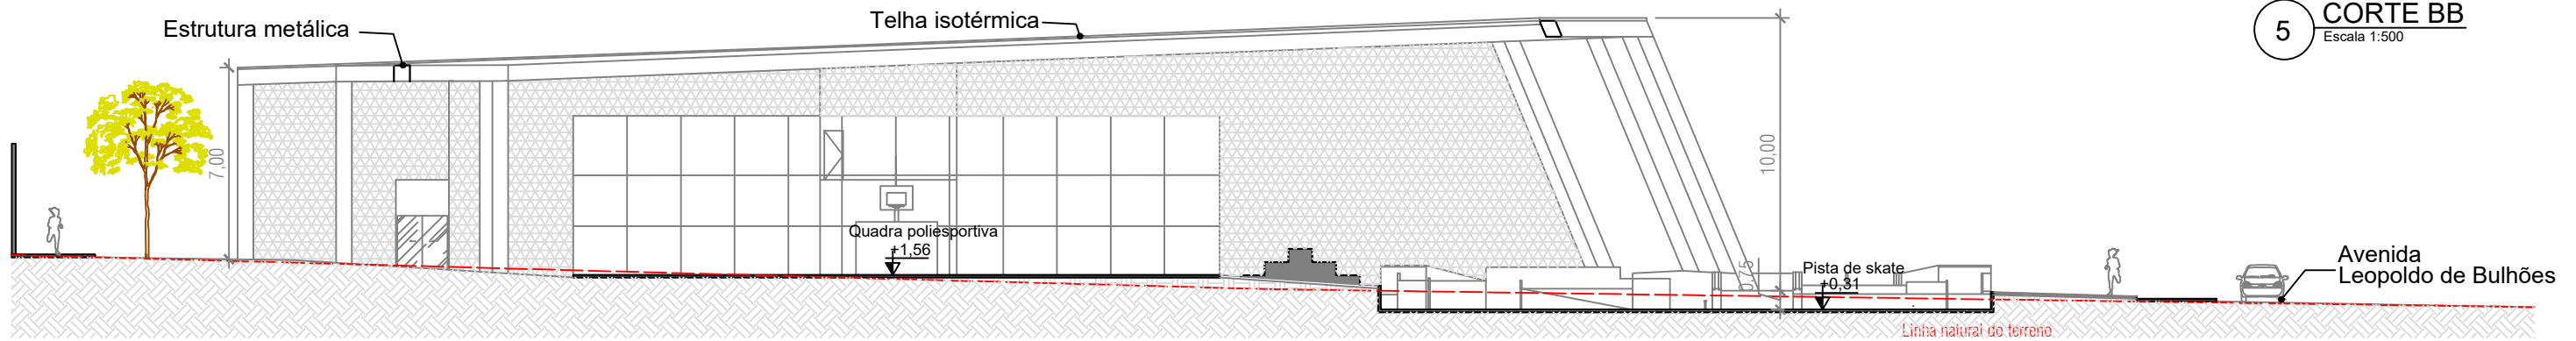 Estrutura metálica
Telha isotérmica
5
CORTE BB
Escala 1:500
7,00
10,00
Quadra poliesportiva
+1,56
Pista de skate
+0,31
Avenida
Leopoldo de Bulhões
Linha natural do terreno